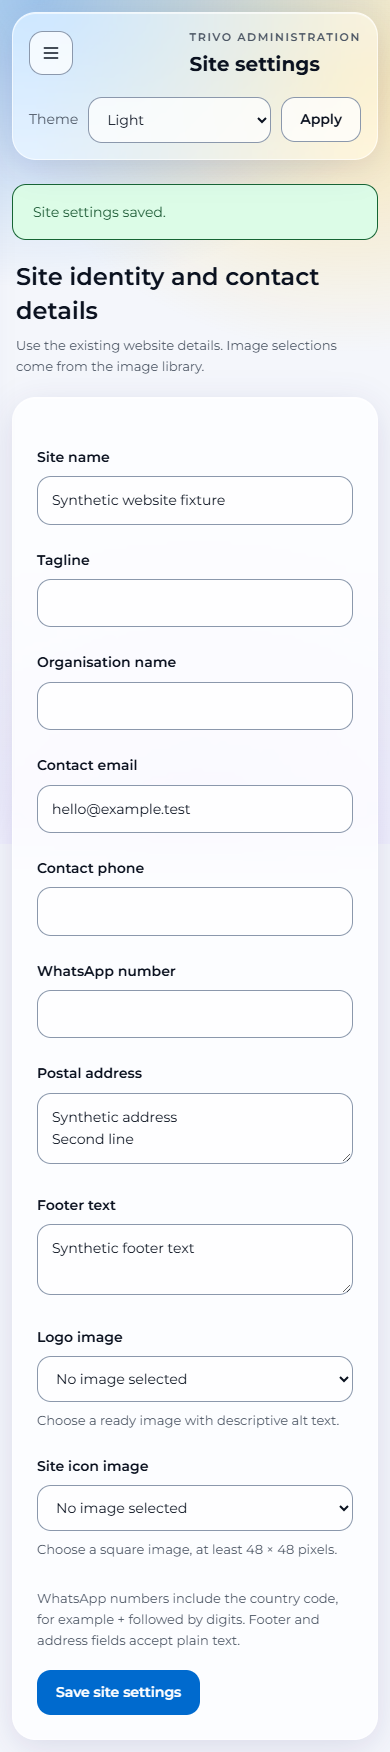 TRIVO ADMINISTRATION
Site settings
Theme
Light
Apply
Site settings saved.
Site identity and contact
details
Use the existing website details. Image selections
come from the image library.
Site name
Synthetic website fixture
Tagline
Organisation name
Contact email
hello@example.test
Contact phone
WhatsApp number
Postal address
Synthetic address
Second line
Footer text
Synthetic footer text
Logo image
No image selected
Choose a ready image with descriptive alt text.
Site icon image
No image selected
Choose a square image, at least 48 × 48 pixels.
WhatsApp numbers include the country code,
for example + followed by digits. Footer and
address fields accept plain text.
Save site settings